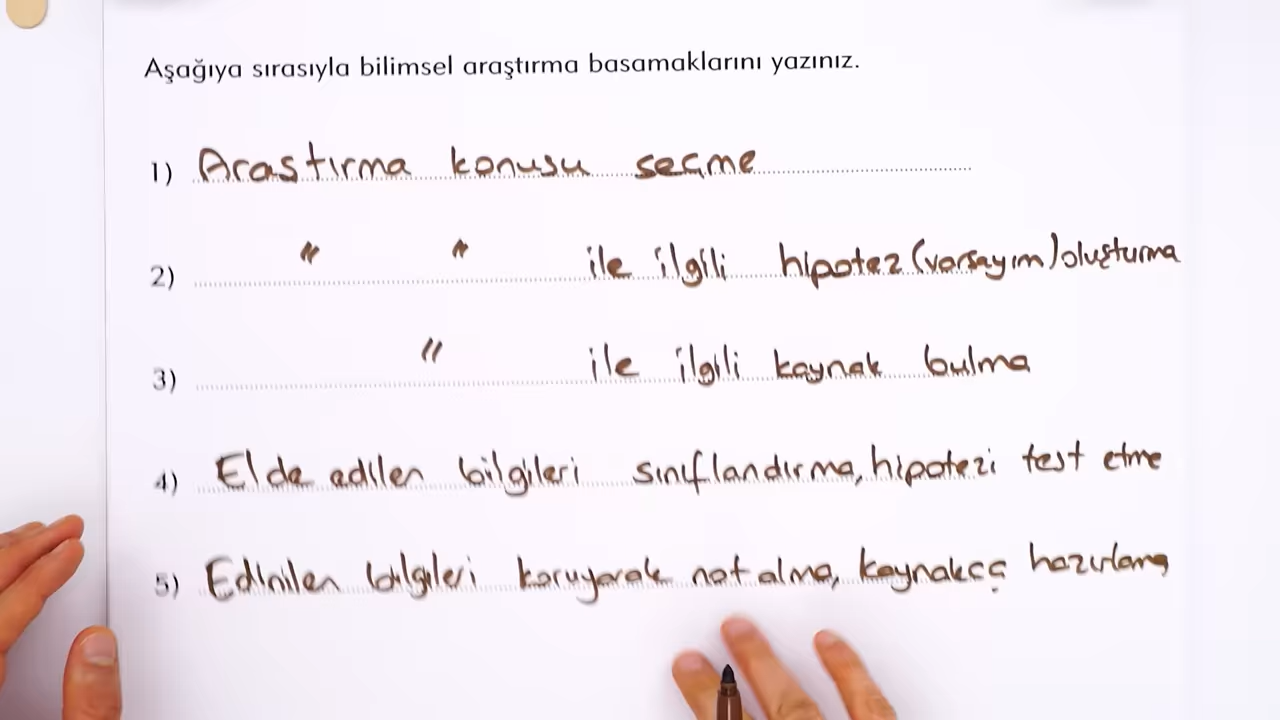 Aşağıya sırasıyla bilimsel araştırma basamaklarını yazınız.
1) Araştırma konusu seçme
2) " " ile ilgili hipotez (varsayım) oluşturma
3) " ile ilgili kaynak bulma
4) Elde edilen bilgileri sınıflandırma, hipotezi test etme
5) Edinilen bilgileri koruyarak not alma, kaynakça hazırlama